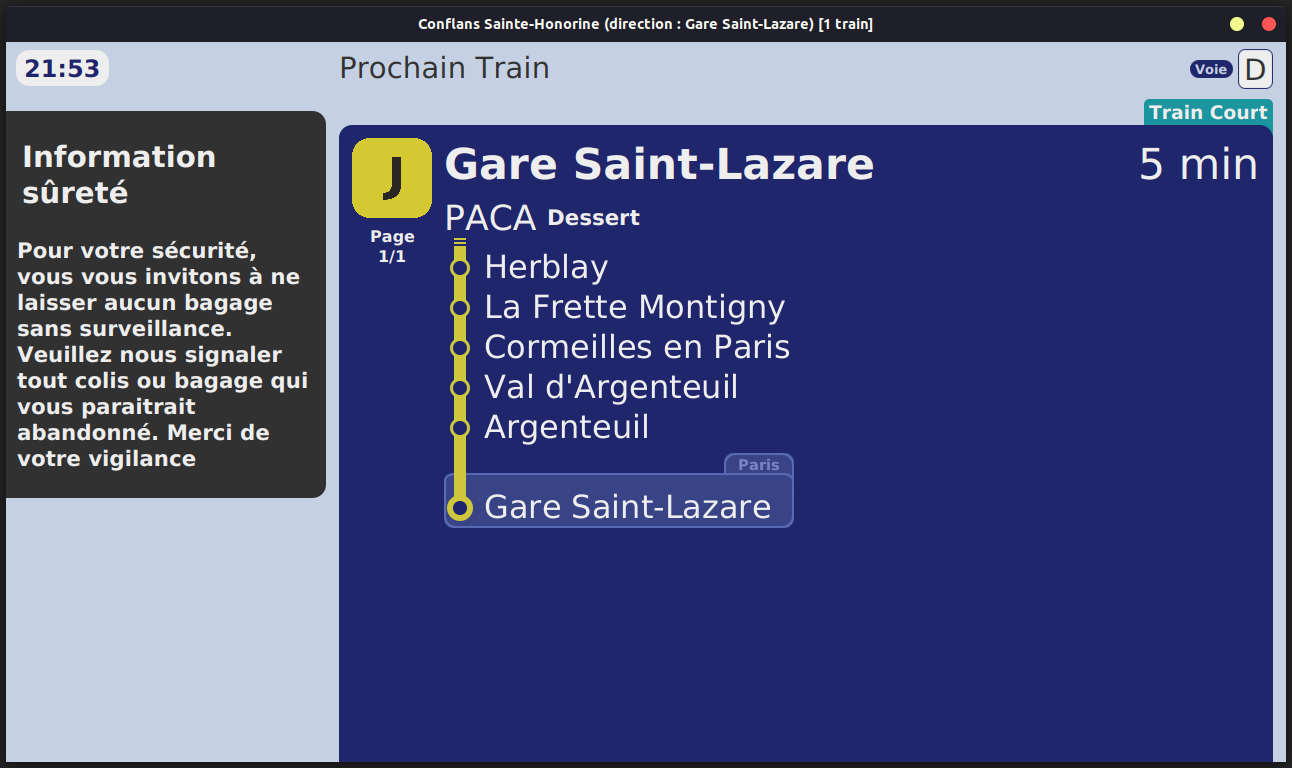 Conflans Sainte-Honorine (direction : Gare Saint-Lazare) [1 train]
21:53
Prochain Train
Voie D
Train Court
Information
sûreté
Pour votre sécurité,
vous vous invitons à ne
laisser aucun bagage
sans surveillance.
Veuillez nous signaler
tout colis ou bagage qui
vous paraitrait
abandonné. Merci de
votre vigilance
J
Page
1/1
Gare Saint-Lazare
5 min
PACA Dessert
Herblay
La Frette Montigny
Cormeilles en Paris
Val d'Argenteuil
Argenteuil
Paris
Gare Saint-Lazare